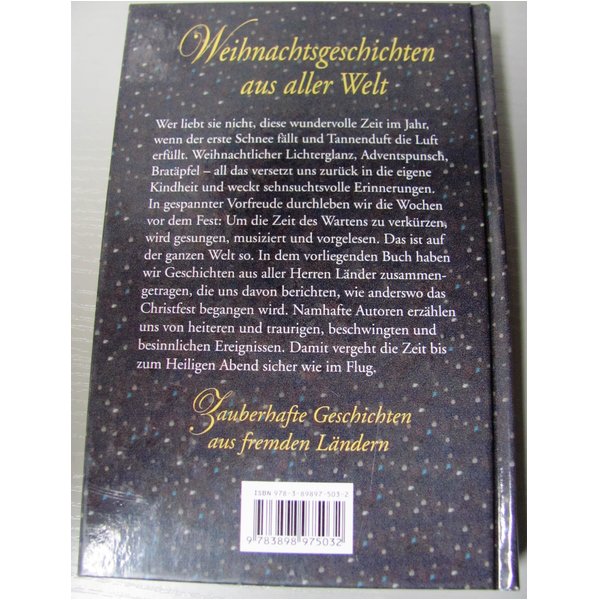 Weihnachtsgeschichten
aus aller Welt
Wer liebt sie nicht, diese wundervolle Zeit im Jahr,
wenn der erste Schnee fällt und Tannenduft die Luft
erfüllt. Weihnachtlicher Lichterglanz, Adventspunsch,
Bratäpfel – all das versetzt uns zurück in die eigene
Kindheit und weckt sehnsuchtsvolle Erinnerungen.
In gespannter Vorfreude durchleben wir die Wochen
vor dem Fest: Um die Zeit des Wartens zu verkürzen,
wird gesungen, musiziert und vorgelesen. Das ist auf
der ganzen Welt so. In dem vorliegenden Buch haben
wir Geschichten aus aller Herren Länder zusammen-
getragen, die uns davon berichten, wie anderswo das
Christfest begangen wird. Namhafte Autoren erzählen
uns von heiteren und traurigen, beschwingten und
besinnlichen Ereignissen. Damit vergeht die Zeit bis
zum Heiligen Abend sicher wie im Flug.
Zauberhafte Geschichten
aus fremden Ländern
ISBN 978-3-89897-503-2
9 783898 975032